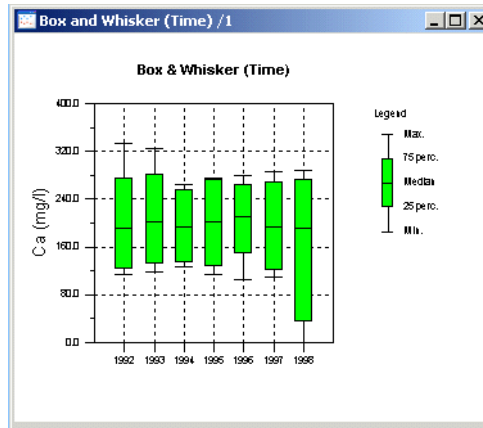 Box and Whisker (Time) /1
Box & Whisker (Time)
400.0
320.0
240.0
160.0
80.0
0.0
Ca (mg/l)
1992 1993 1994 1995 1996 1997 1998
Legend
Max.
75 perc.
Median
25 perc.
Min.